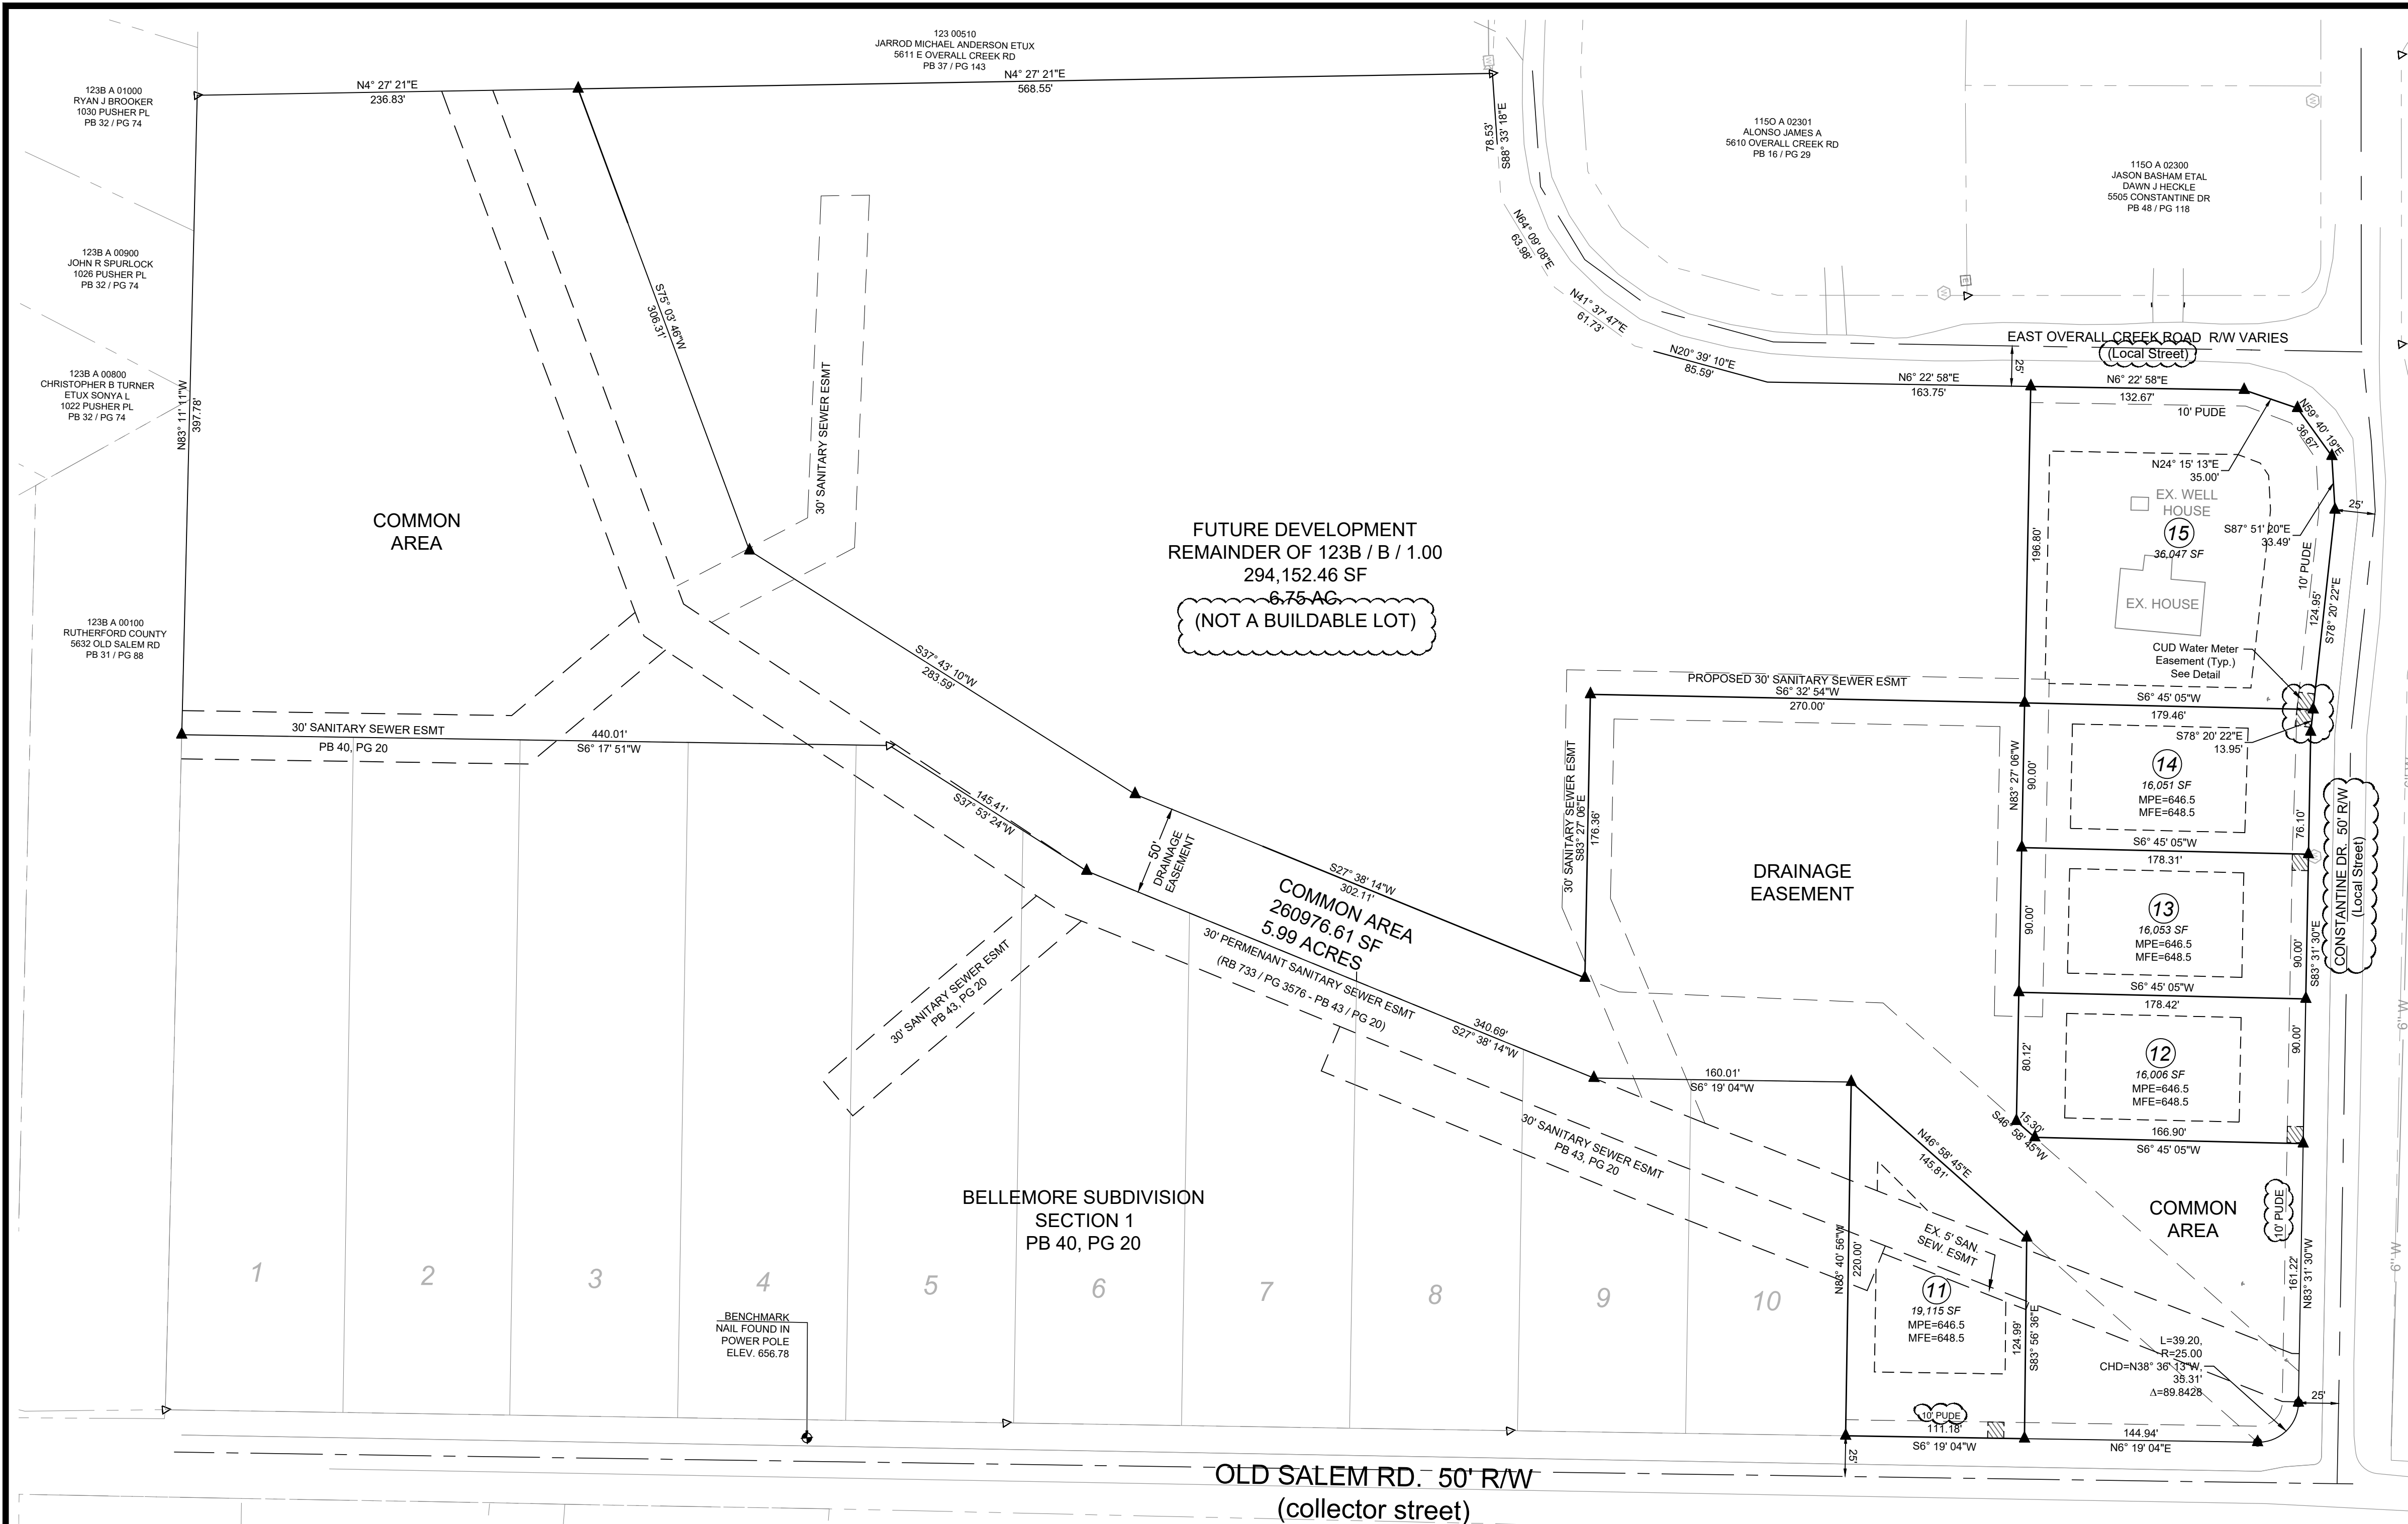 123 00510
JARROD MICHAEL ANDERSON ETUX
5611 E OVERALL CREEK RD
PB 37 / PG 143
N4° 27' 21"E
236.83'
N4° 27' 21"E
568.55'
123B A 01000
RYAN J BROOKER
1030 PUSHER PL
PB 32 / PG 74
123B A 00900
JOHN R SPURLOCK
1026 PUSHER PL
PB 32 / PG 74
123B A 00800
CHRISTOPHER B TURNER
ETUX SONYA L
1022 PUSHER PL
PB 32 / PG 74
123B A 00100
RUTHERFORD COUNTY
5632 OLD SALEM RD
PB 31 / PG 88
N83° 11' 11"W
397.78'
COMMON
AREA
S75° 03' 46"W
306.31'
30' SANITARY SEWER ESMT
78.53'
S88° 33' 18"E
N64° 09' 08"E
63.98'
N41° 37' 47"E
61.73'
N20° 39' 10"E
85.59'
N6° 22' 58"E
163.75'
115O A 02301
ALONSO JAMES A
5610 OVERALL CREEK RD
PB 16 / PG 29
115O A 02300
JASON BASHAM ETAL
DAWN J HECKLE
5505 CONSTANTINE DR
PB 48 / PG 118
W
W
E
W
EAST OVERALL CREEK ROAD R/W VARIES
(Local Street)
25'
N6° 22' 58"E
132.67'
10' PUDE
N59° 40' 19"E
36.67'
N24° 15' 13"E
35.00'
EX. WELL
HOUSE
15
36,047 SF
EX. HOUSE
S87° 51' 20"E
33.49'
25'
10' PUDE
124.95'
S78° 20' 22"E
196.80'
CUD Water Meter
Easement (Typ.)
See Detail
FUTURE DEVELOPMENT
REMAINDER OF 123B / B / 1.00
294,152.46 SF
6.75 AC
(NOT A BUILDABLE LOT)
S37° 43' 10"W
283.59'
PROPOSED 30' SANITARY SEWER ESMT
S6° 32' 54"W
270.00'
S6° 45' 05"W
179.46'
S78° 20' 22"E
13.95'
30' SANITARY SEWER ESMT
PB 40, PG 20
440.01'
S6° 17' 51"W
145.41'
S37° 53' 24"W
50'
DRAINAGE
EASEMENT
30' SANITARY SEWER ESMT
S83° 27' 06"E
176.36'
DRAINAGE
EASEMENT
N83° 27' 06"W
90.00'
14
16,051 SF
MPE=646.5
MFE=648.5
76.10'
S6° 45' 05"W
178.31'
W
CONSTANTINE DR. 50' R/W
(Local Street)
90.00'
13
16,053 SF
MPE=646.5
MFE=648.5
90.00'
S83° 31' 30"E
S6° 45' 05"W
178.42'
S27° 38' 14"W
302.11'
COMMON AREA
260976.61 SF
5.99 ACRES
30' PERMENANT SANITARY SEWER ESMT
(RB 733 / PG 3576 - PB 43 / PG 20)
340.69'
S27° 38' 14"W
30' SANITARY SEWER ESMT
PB 43, PG 20
80.12'
12
16,006 SF
MPE=646.5
MFE=648.5
90.00'
15.30'
S46° 58' 45"W
166.90'
S6° 45' 05"W
160.01'
S6° 19' 04"W
N46° 58' 45"E
145.81'
30' SANITARY SEWER ESMT
PB 43, PG 20
COMMON
AREA
10' PUDE
161.22'
N83° 31' 30"W
BELLEMORE SUBDIVISION
SECTION 1
PB 40, PG 20
N83° 40' 56"W
220.00'
EX. 5' SAN.
SEW. ESMT
11
19,115 SF
MPE=646.5
MFE=648.5
124.99'
S83° 56' 36"E
1
2
3
4
5
6
7
8
9
10
BENCHMARK
NAIL FOUND IN
POWER POLE
ELEV. 656.78
L=39.20,
R=25.00
CHD=N38° 36' 13"W,
35.31'
Δ=89.8428
25'
10' PUDE
111.18'
S6° 19' 04"W
144.94'
N6° 19' 04"E
25'
OLD SALEM RD. 50' R/W
(collector street)
6"W
6"W